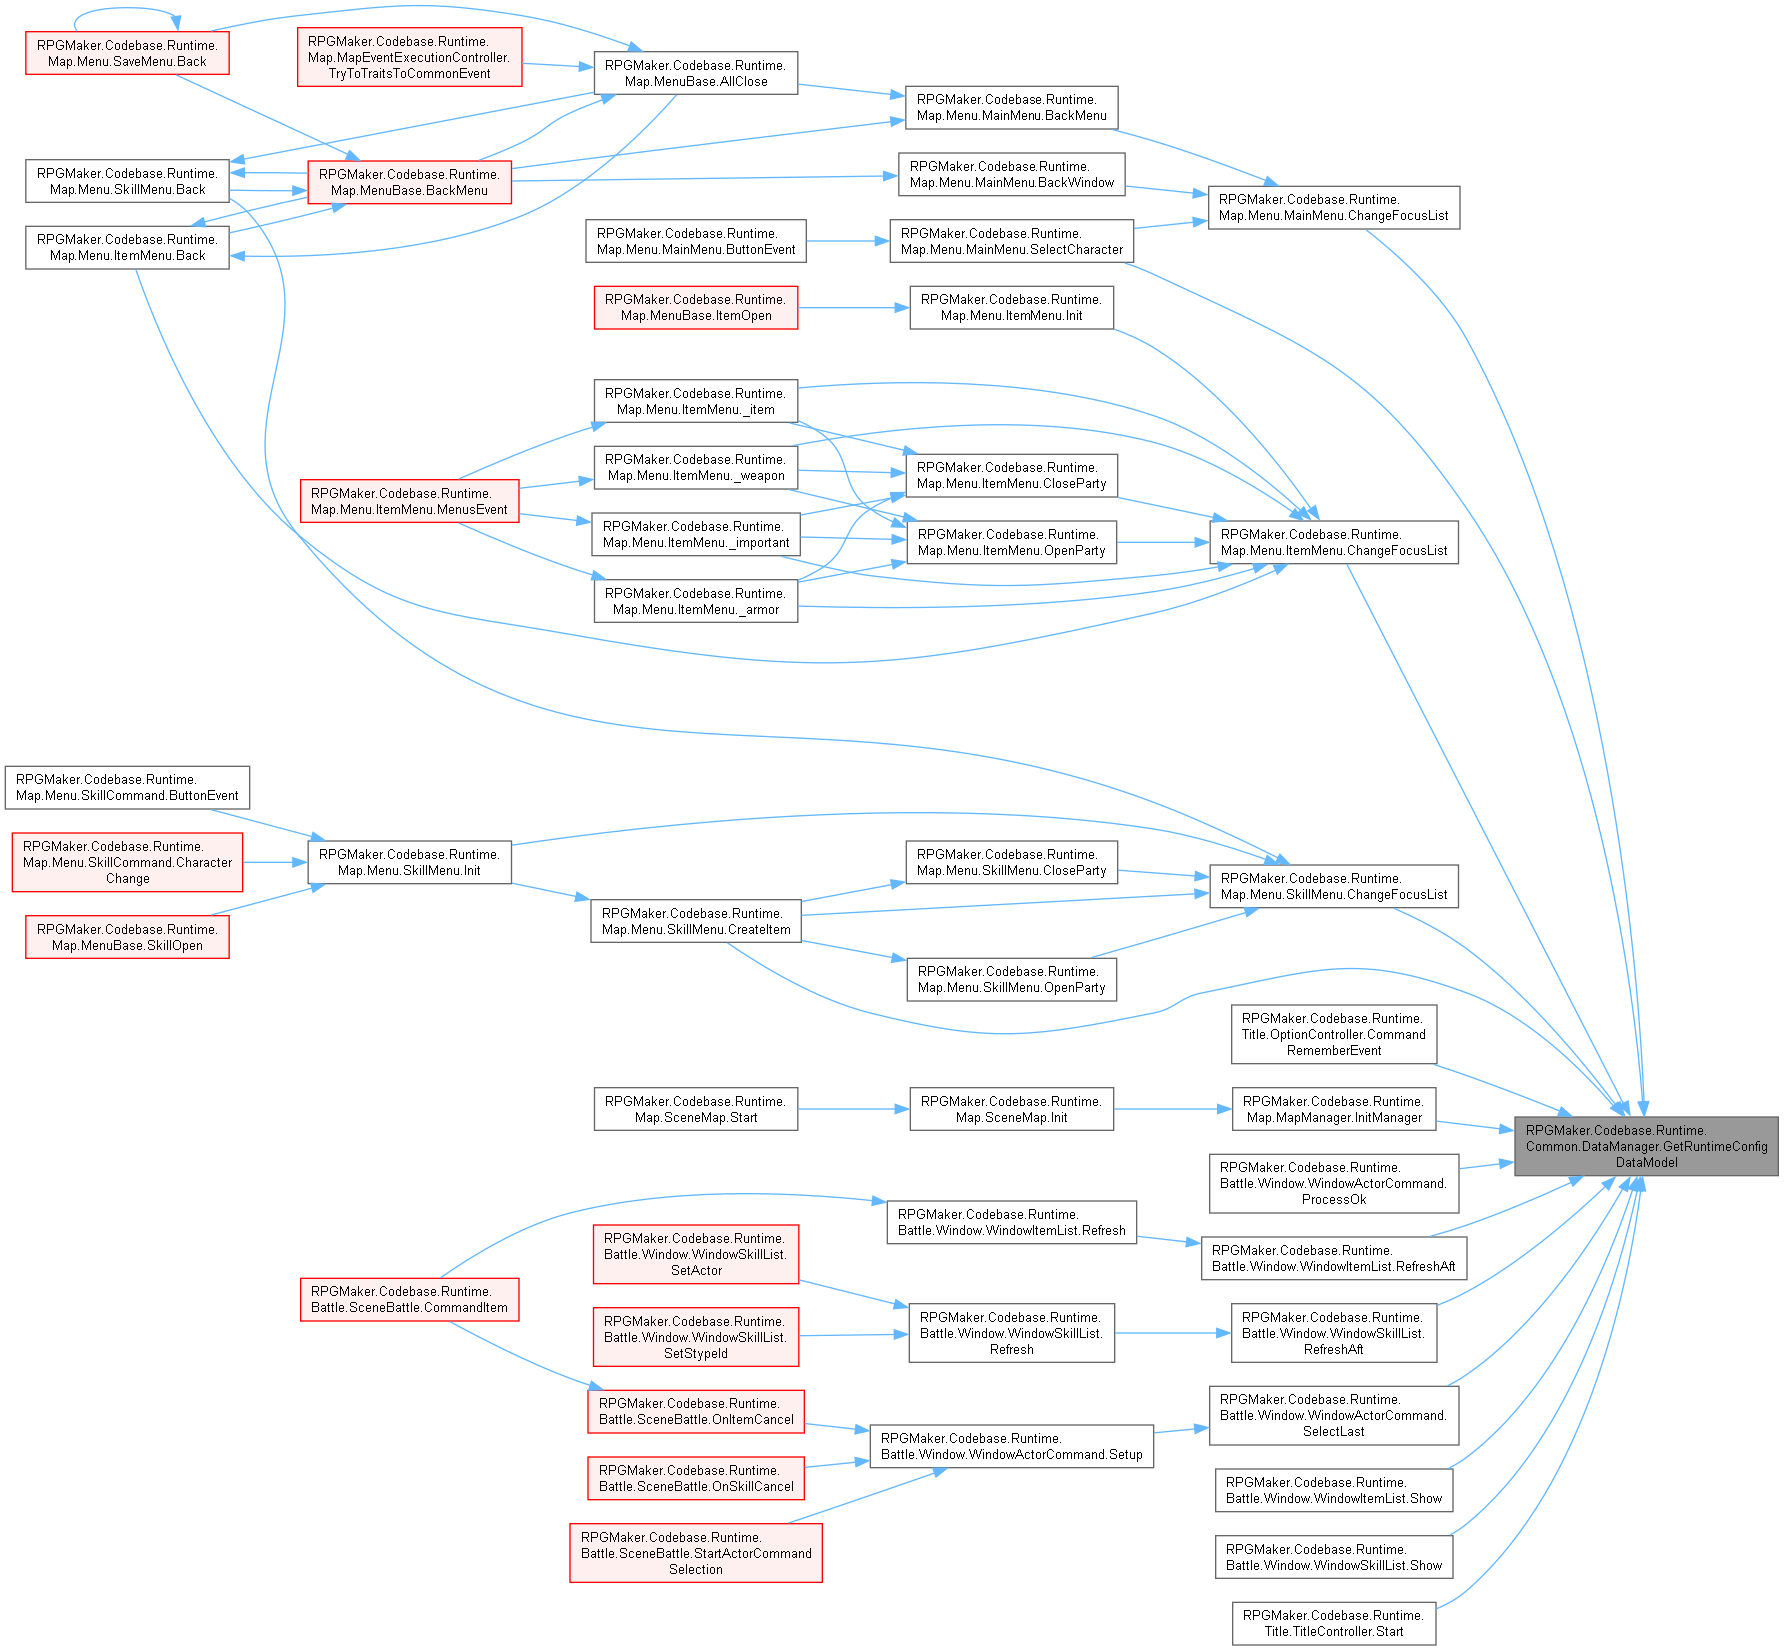 RPGMaker.Codebase.Runtime.
Map.Menu.SaveMenu.Back
RPGMaker.Codebase.Runtime.
Map.MapEventExecutionController.
TryToTraitsToCommonEvent
RPGMaker.Codebase.Runtime.
Map.MenuBase.AllClose
RPGMaker.Codebase.Runtime.
Map.Menu.MainMenu.BackMenu
RPGMaker.Codebase.Runtime.
Map.Menu.SkillMenu.Back
RPGMaker.Codebase.Runtime.
Map.MenuBase.BackMenu
RPGMaker.Codebase.Runtime.
Map.Menu.MainMenu.BackWindow
RPGMaker.Codebase.Runtime.
Map.Menu.MainMenu.ChangeFocusList
RPGMaker.Codebase.Runtime.
Map.Menu.ItemMenu.Back
RPGMaker.Codebase.Runtime.
Map.Menu.MainMenu.ButtonEvent
RPGMaker.Codebase.Runtime.
Map.Menu.MainMenu.SelectCharacter
RPGMaker.Codebase.Runtime.
Map.MenuBase.ItemOpen
RPGMaker.Codebase.Runtime.
Map.Menu.ItemMenu.Init
RPGMaker.Codebase.Runtime.
Map.Menu.ItemMenu._item
RPGMaker.Codebase.Runtime.
Map.Menu.ItemMenu._weapon
RPGMaker.Codebase.Runtime.
Map.Menu.ItemMenu.CloseParty
RPGMaker.Codebase.Runtime.
Map.Menu.ItemMenu.MenusEvent
RPGMaker.Codebase.Runtime.
Map.Menu.ItemMenu._important
RPGMaker.Codebase.Runtime.
Map.Menu.ItemMenu.OpenParty
RPGMaker.Codebase.Runtime.
Map.Menu.ItemMenu.ChangeFocusList
RPGMaker.Codebase.Runtime.
Map.Menu.ItemMenu._armor
RPGMaker.Codebase.Runtime.
Map.Menu.SkillCommand.ButtonEvent
RPGMaker.Codebase.Runtime.
Map.Menu.SkillCommand.Character
Change
RPGMaker.Codebase.Runtime.
Map.Menu.SkillMenu.Init
RPGMaker.Codebase.Runtime.
Map.Menu.SkillMenu.CloseParty
RPGMaker.Codebase.Runtime.
Map.Menu.SkillMenu.ChangeFocusList
RPGMaker.Codebase.Runtime.
Map.MenuBase.SkillOpen
RPGMaker.Codebase.Runtime.
Map.Menu.SkillMenu.CreateItem
RPGMaker.Codebase.Runtime.
Map.Menu.SkillMenu.OpenParty
RPGMaker.Codebase.Runtime.
Title.OptionController.Command
RememberEvent
RPGMaker.Codebase.Runtime.
Map.SceneMap.Start
RPGMaker.Codebase.Runtime.
Map.SceneMap.Init
RPGMaker.Codebase.Runtime.
Map.MapManager.InitManager
RPGMaker.Codebase.Runtime.
Common.DataManager.GetRuntimeConfig
DataModel
RPGMaker.Codebase.Runtime.
Battle.Window.WindowActorCommand.
ProcessOk
RPGMaker.Codebase.Runtime.
Battle.Window.WindowItemList.Refresh
RPGMaker.Codebase.Runtime.
Battle.Window.WindowSkillList.
SetActor
RPGMaker.Codebase.Runtime.
Battle.Window.WindowItemList.RefreshAft
RPGMaker.Codebase.Runtime.
Battle.SceneBattle.CommandItem
RPGMaker.Codebase.Runtime.
Battle.Window.WindowSkillList.
SetStypeId
RPGMaker.Codebase.Runtime.
Battle.Window.WindowSkillList.
Refresh
RPGMaker.Codebase.Runtime.
Battle.Window.WindowSkillList.
RefreshAft
RPGMaker.Codebase.Runtime.
Battle.SceneBattle.OnItemCancel
RPGMaker.Codebase.Runtime.
Battle.Window.WindowActorCommand.
SelectLast
RPGMaker.Codebase.Runtime.
Battle.Window.WindowActorCommand.Setup
RPGMaker.Codebase.Runtime.
Battle.SceneBattle.OnSkillCancel
RPGMaker.Codebase.Runtime.
Battle.Window.WindowItemList.Show
RPGMaker.Codebase.Runtime.
Battle.SceneBattle.StartActorCommand
Selection
RPGMaker.Codebase.Runtime.
Battle.Window.WindowSkillList.Show
RPGMaker.Codebase.Runtime.
Title.TitleController.Start